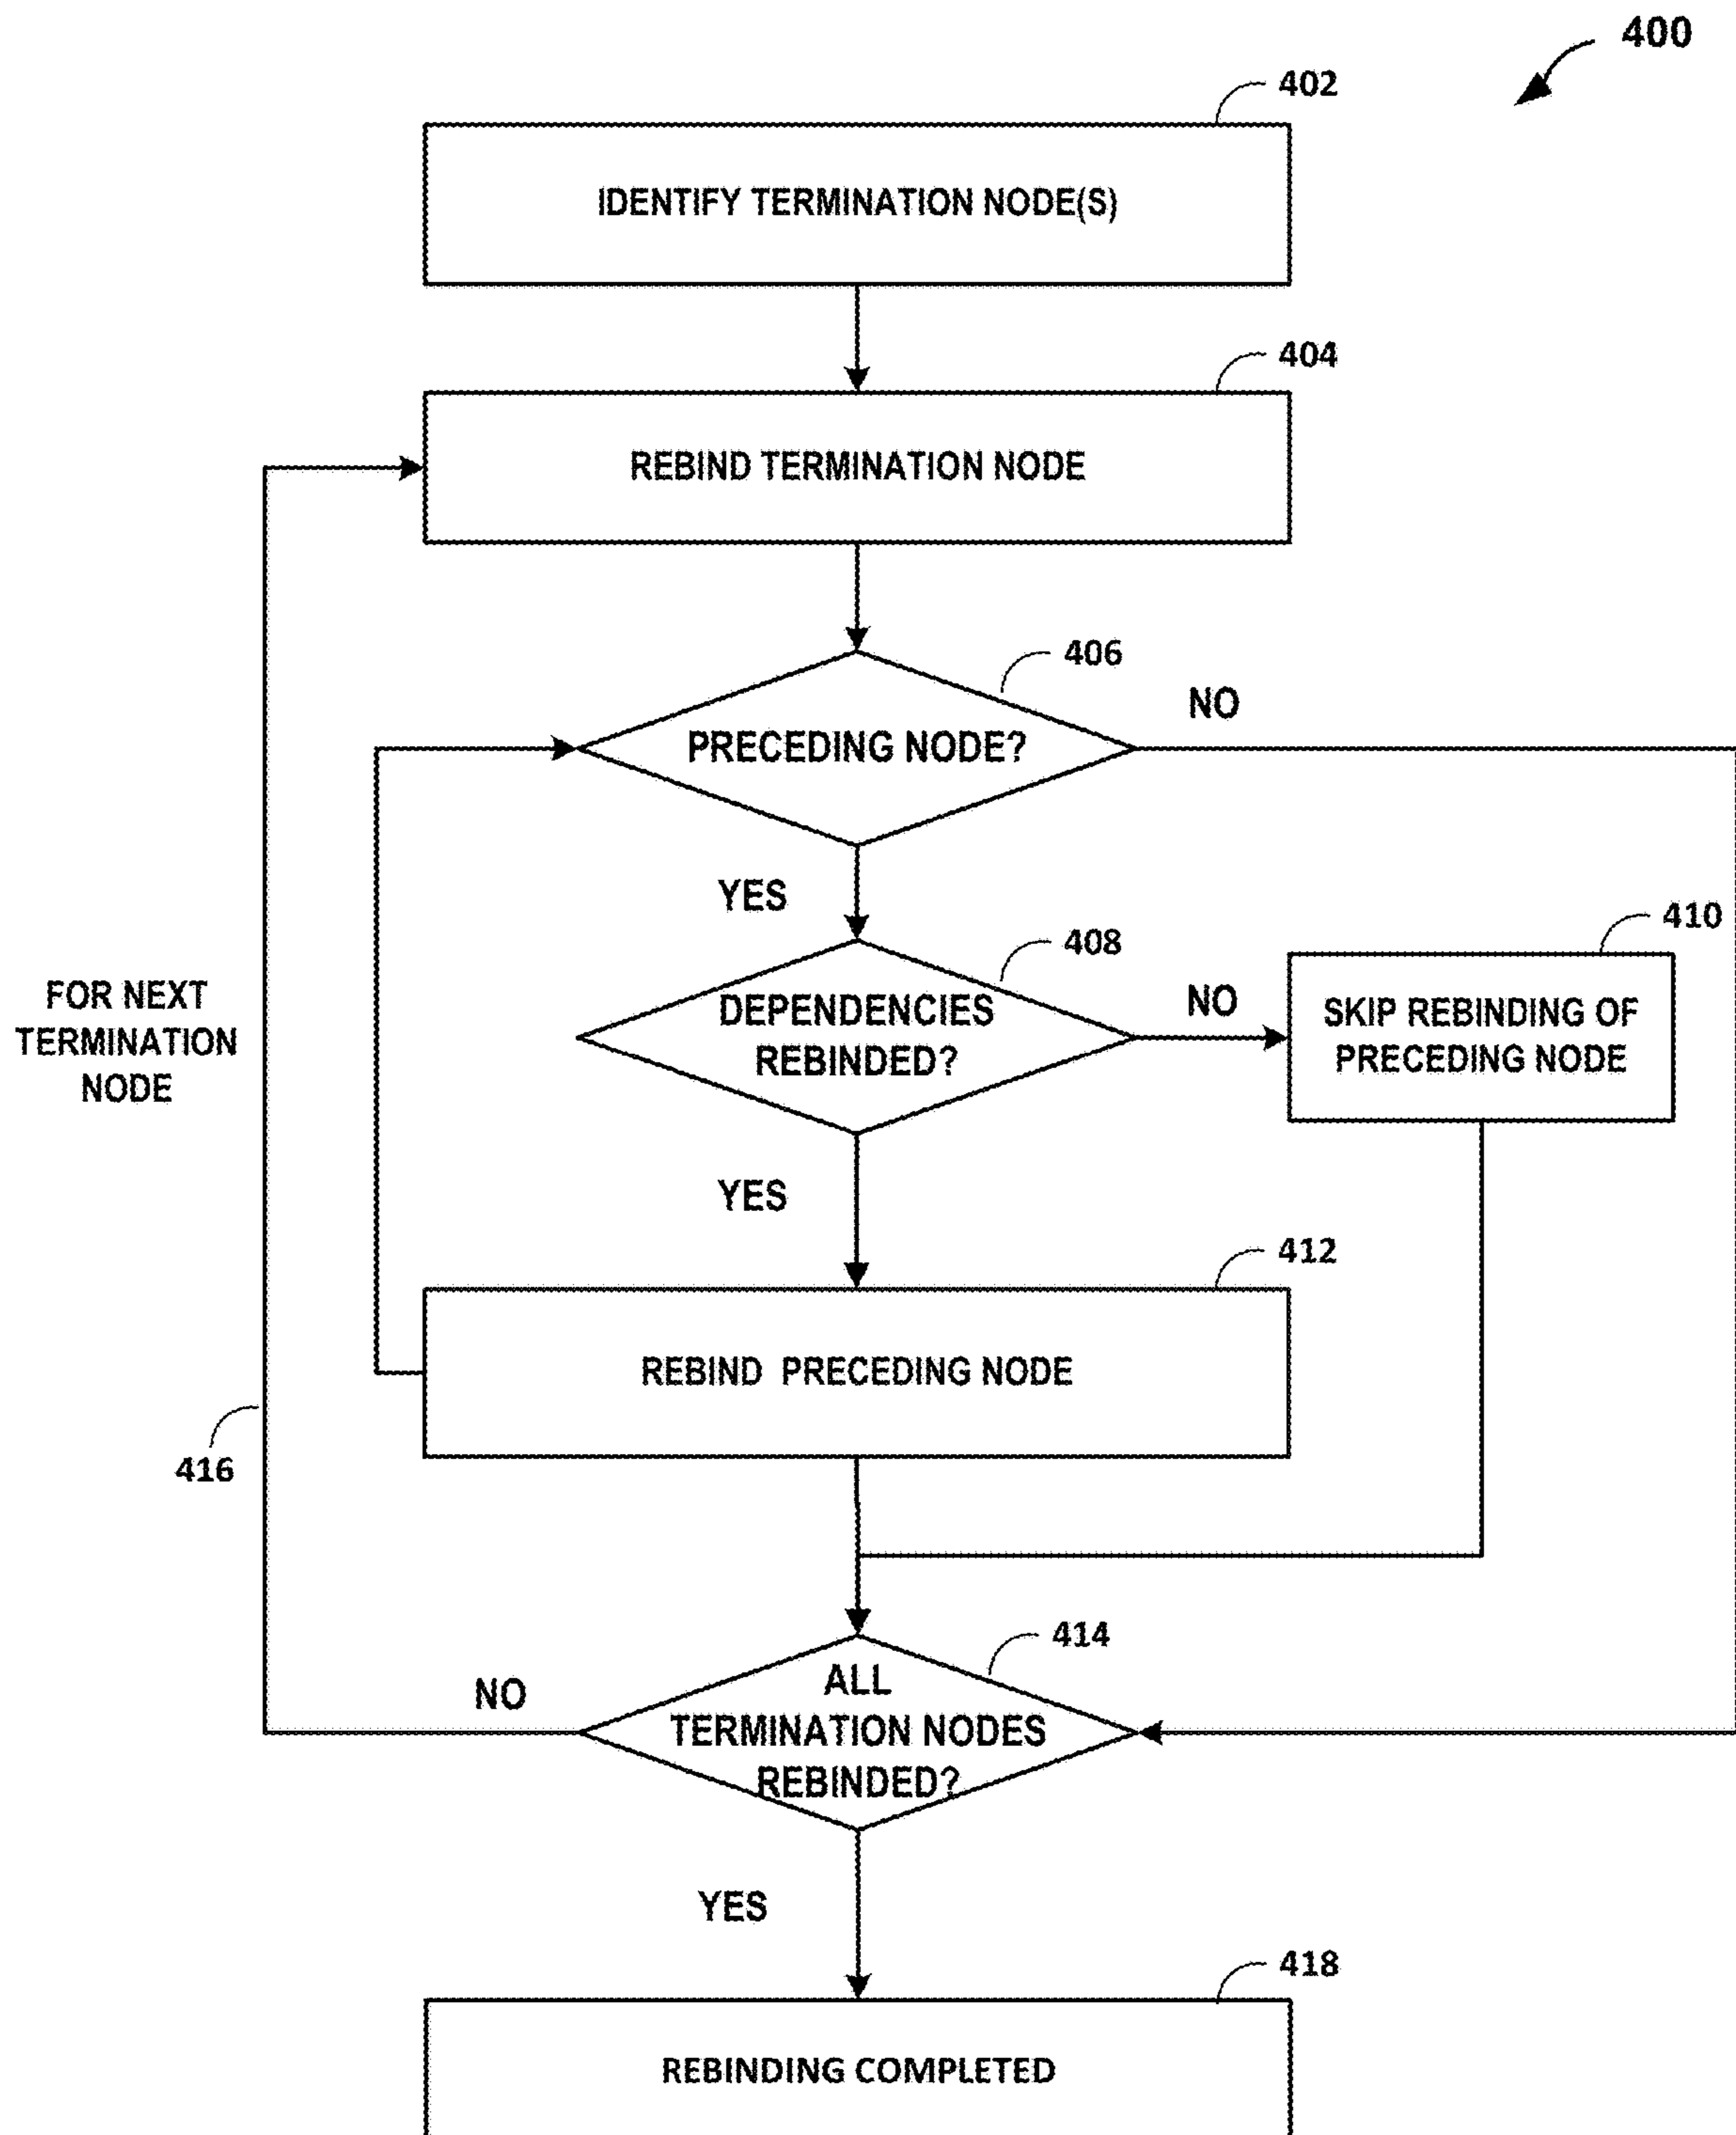 400
402
IDENTIFY TERMINATION NODE(S)
404
REBIND TERMINATION NODE
406
NO
PRECEDING NODE?
YES
408
410
FOR NEXT
TERMINATION
NODE
DEPENDENCIES
REBINDED?
NO
SKIP REBINDING OF
PRECEDING NODE
YES
412
REBIND PRECEDING NODE
416
414
NO
ALL
TERMINATION NODES
REBINDED?
YES
418
REBINDING COMPLETED